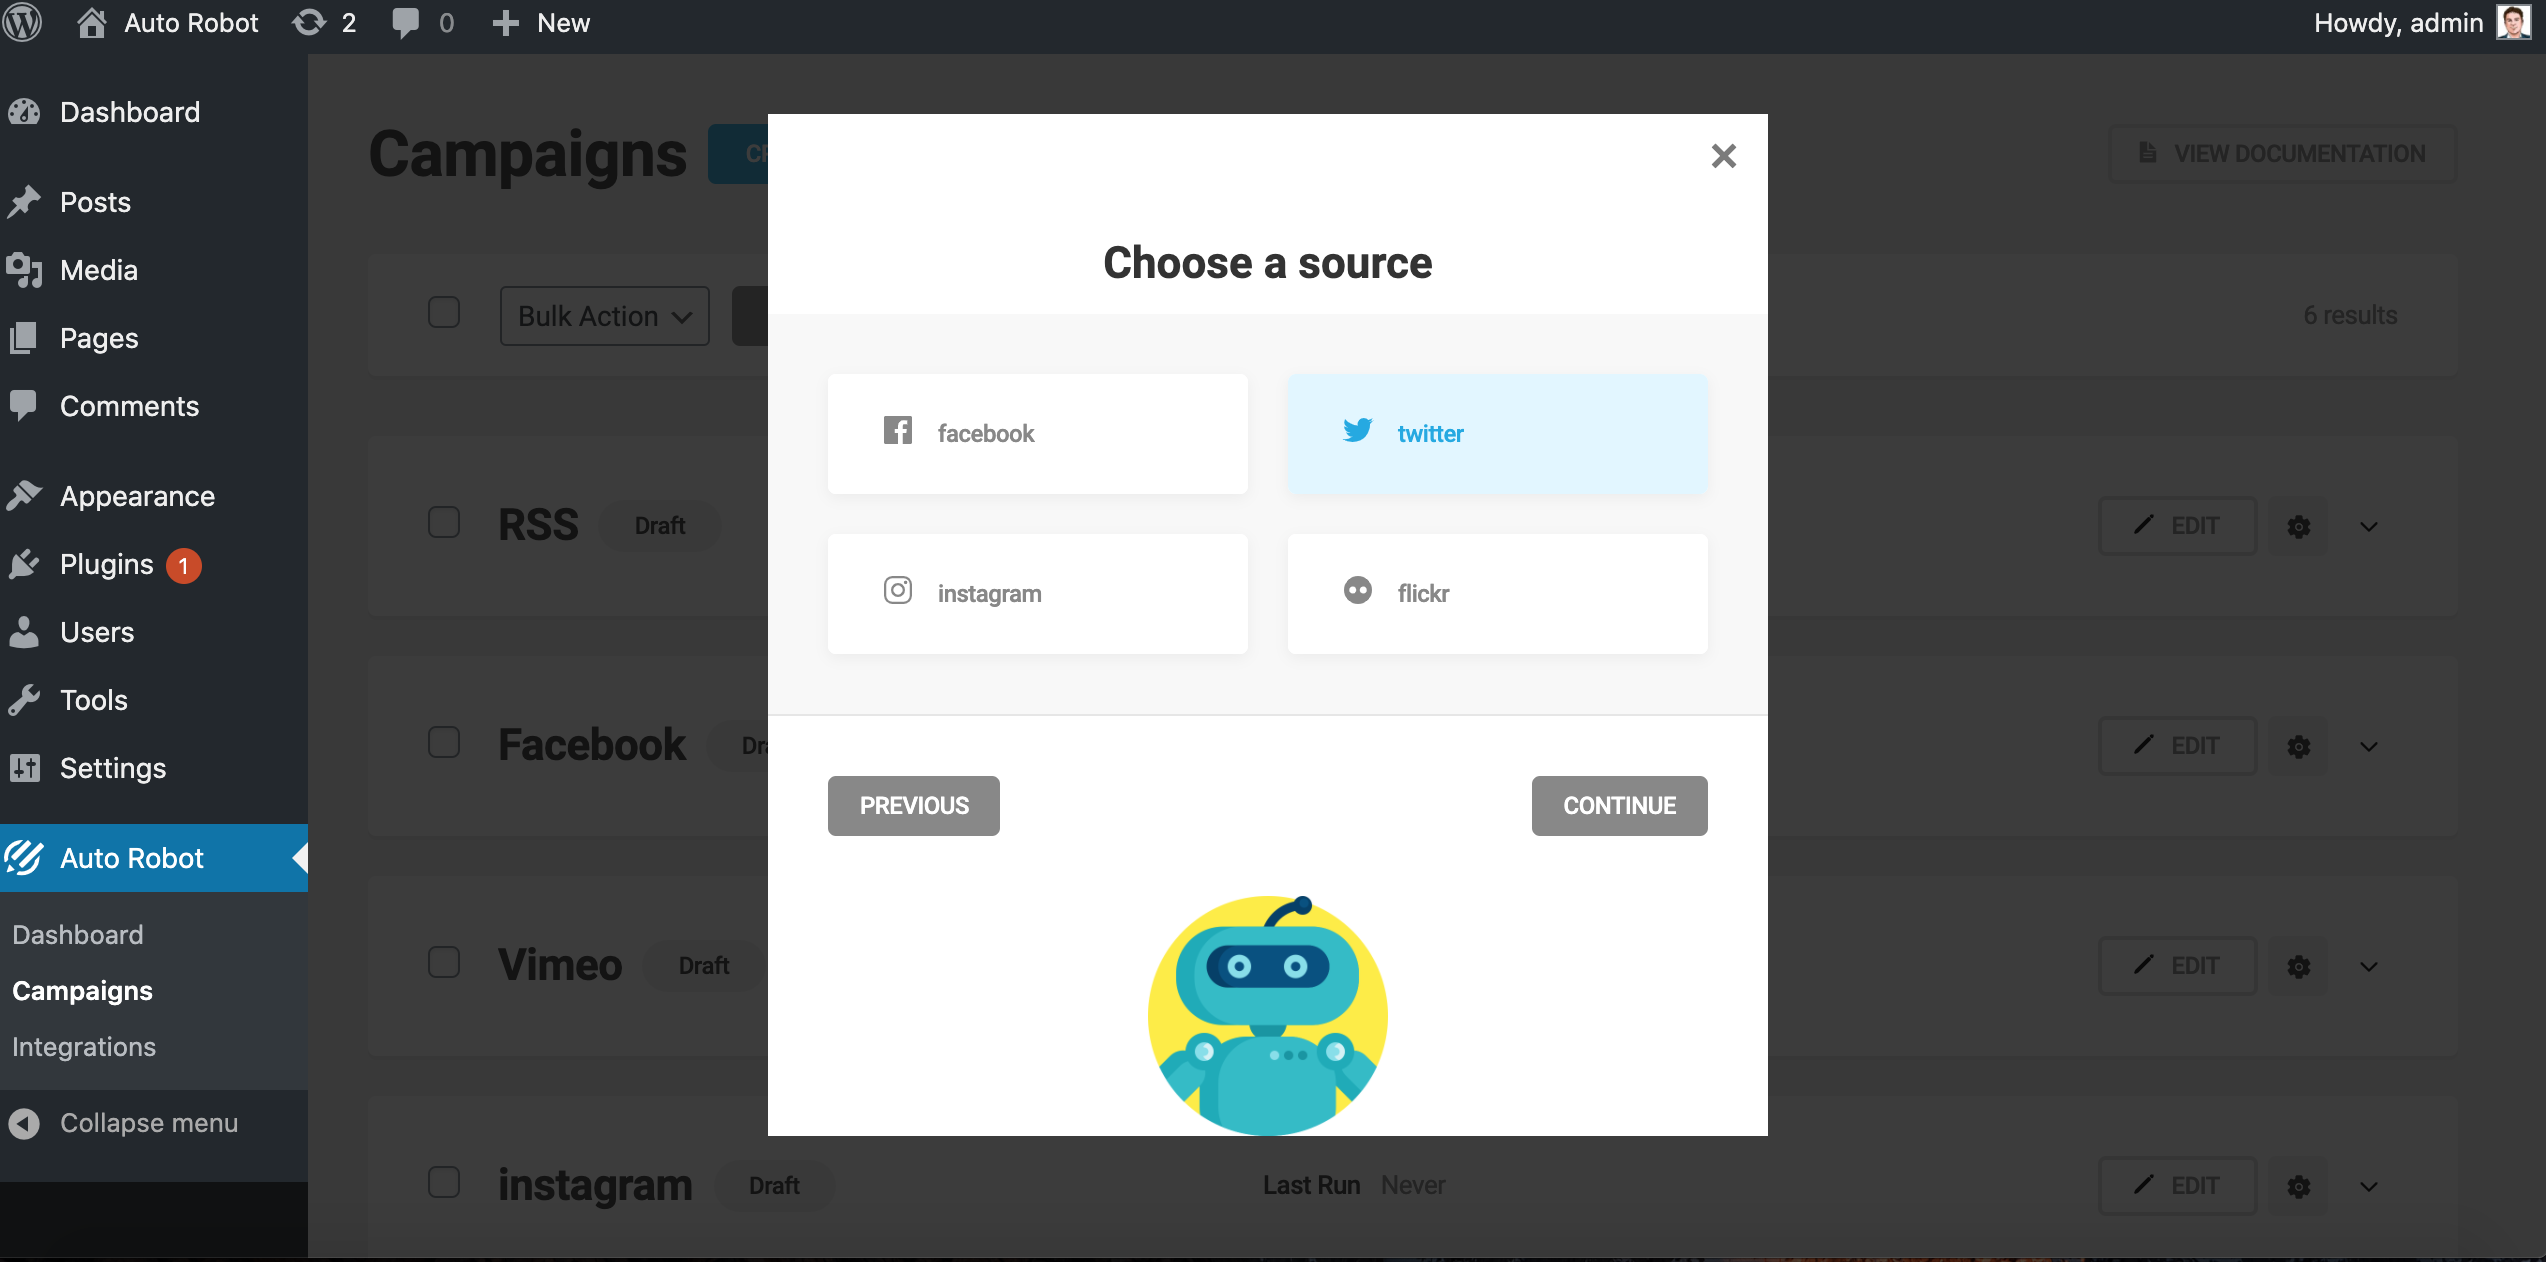 Auto Robot 2 0 New Howdy, admin
Dashboard
Posts
Media
Pages
Comments
Appearance
Plugins 1
Users
Tools
Settings
Auto Robot
Dashboard
Campaigns
Integrations
Collapse menu
Campaigns CR VIEW DOCUMENTATION
Bulk Action 6 results
RSS Draft EDIT
Facebook Dra EDIT
Vimeo Draft EDIT
instagram Draft Last Run Never EDIT
Choose a source
facebook twitter
instagram flickr
PREVIOUS CONTINUE